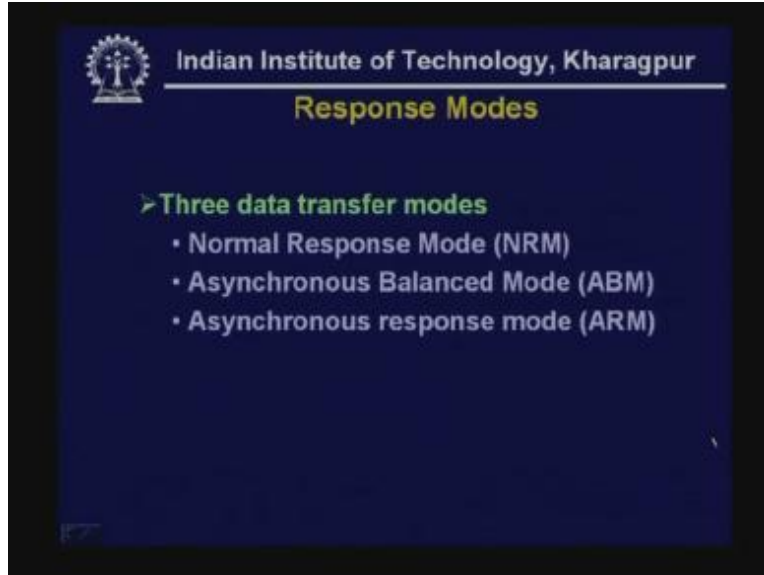 Indian Institute of Technology, Kharagpur
Response Modes
➢Three data transfer modes
• Normal Response Mode (NRM)
• Asynchronous Balanced Mode (ABM)
• Asynchronous response mode (ARM)